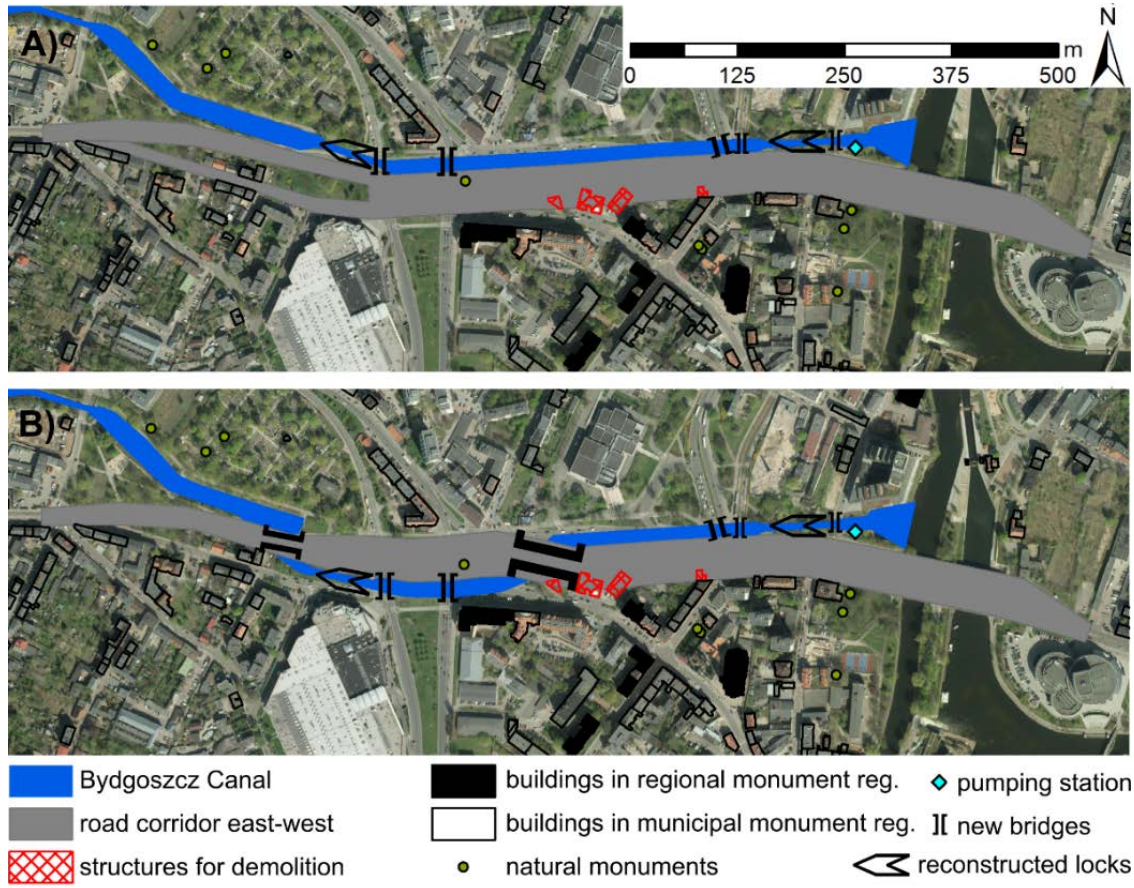 A)
N
m
0 125 250 375 500
B)
Bydgoszcz Canal
buildings in regional monument reg.
pumping station
road corridor east-west
buildings in municipal monument reg.
new bridges
structures for demolition
natural monuments
reconstructed locks